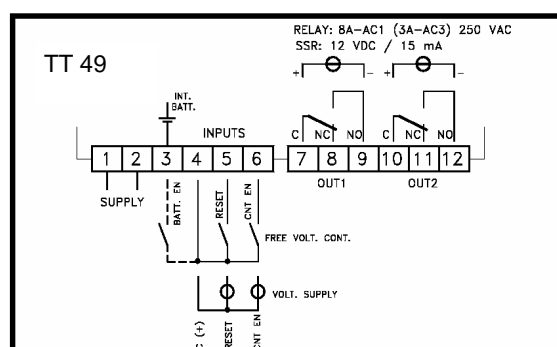 RELAY: 8A-AC1 (3A-AC3) 250 VAC
SSR: 12 VDC / 15 mA
TT 49
+ - + -
INT.
BATT.
INPUTS
C NC NO C NC NO
1 2 3 4 5 6 7 8 9 10 11 12
SUPPLY
OUT1 OUT2
BATT. EN
RESET
CNT EN
FREE VOLT. CONT.
VOLT. SUPPLY
C (+)
RESET
CNT EN